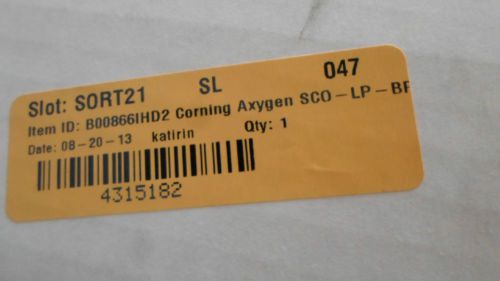 Slot: SORT21 SL 047
Item ID: B00866IHD2 Corning Axygen SCO-LP-BF
Date: 08-20-13 katirin Qty: 1
4315182